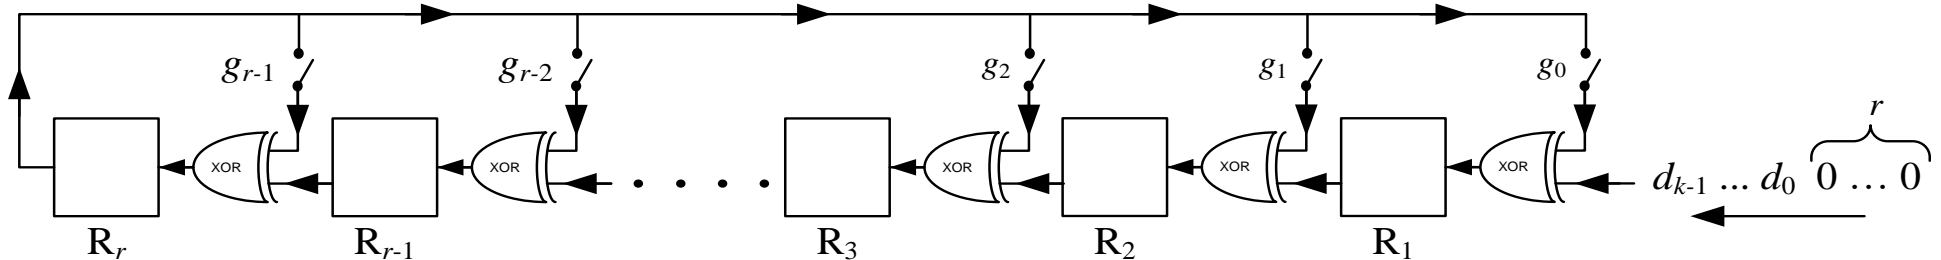 r
g_{r-1} g_{r-2} g_2 g_1 g_0
XOR XOR XOR XOR XOR d_{k-1} ... d_0 0 ... 0
R_r R_{r-1} R_3 R_2 R_1